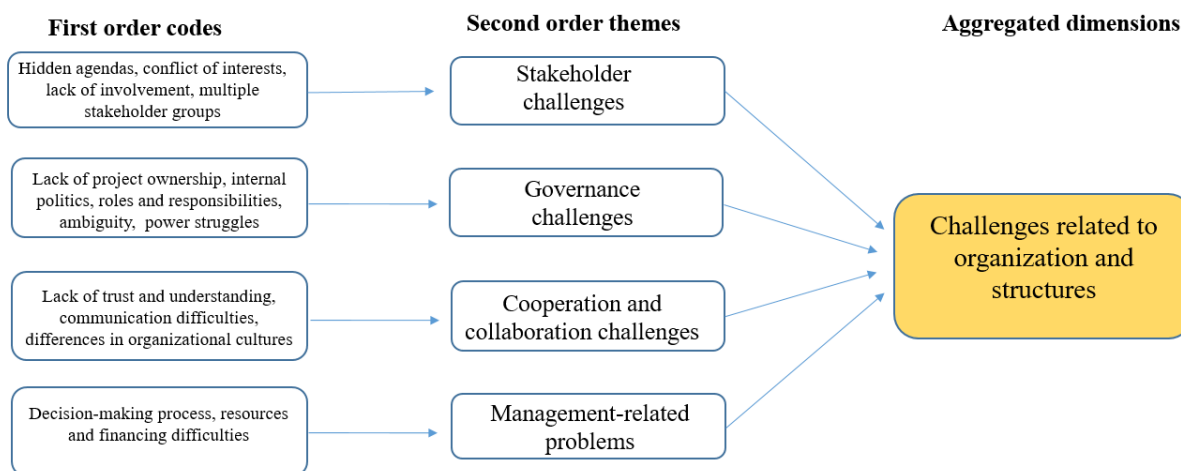 First order codes
Second order themes
Aggregated dimensions
Hidden agendas, conflict of interests,
lack of involvement, multiple
stakeholder groups
Stakeholder
challenges
Lack of project ownership, internal
politics, roles and responsibilities,
ambiguity, power struggles
Governance
challenges
Challenges related to
organization and
structures
Lack of trust and understanding,
communication difficulties,
differences in organizational cultures
Cooperation and
collaboration challenges
Decision-making process, resources
and financing difficulties
Management-related
problems